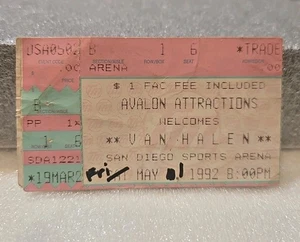 USA0502 B 1 6 *TRADE
ARENA
$ 1 FAC FEE INCLUDED
AVALON ATTRACTIONS
B WELCOMES
PP 1x ** VAN HALEN **
1 6 SAN DIEGO SPORTS ARENA
SDA1221
*19MAR2 Fri MAY 1 1992 8:00PM